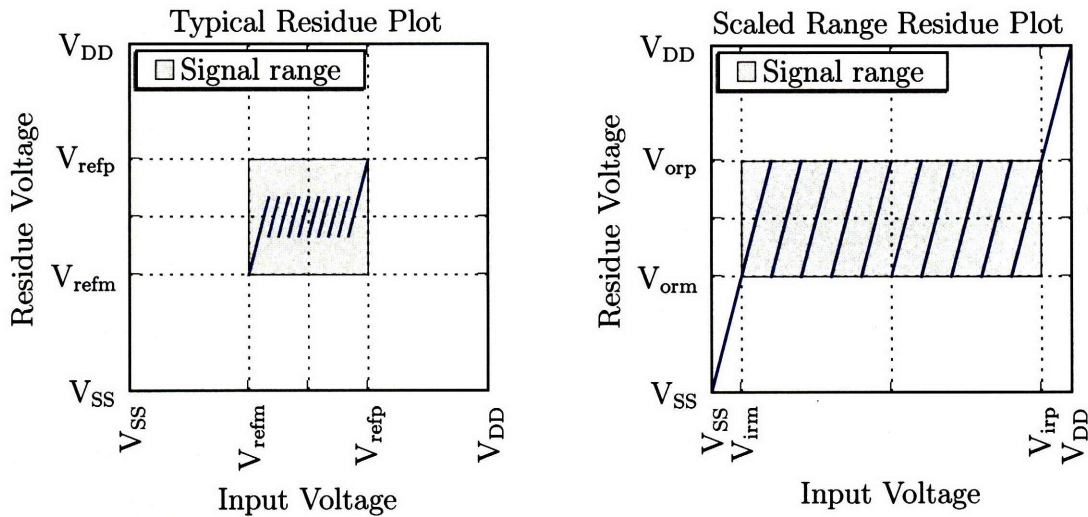 Typical Residue Plot
V_DD
Signal range
V_refp
V_refm
V_SS
Residue Voltage
V_SS
V_refm
V_refp
V_DD
Input Voltage
Scaled Range Residue Plot
V_DD
Signal range
V_orp
V_orm
V_SS
Residue Voltage
V_SS
V_irm
V_irp
V_DD
Input Voltage